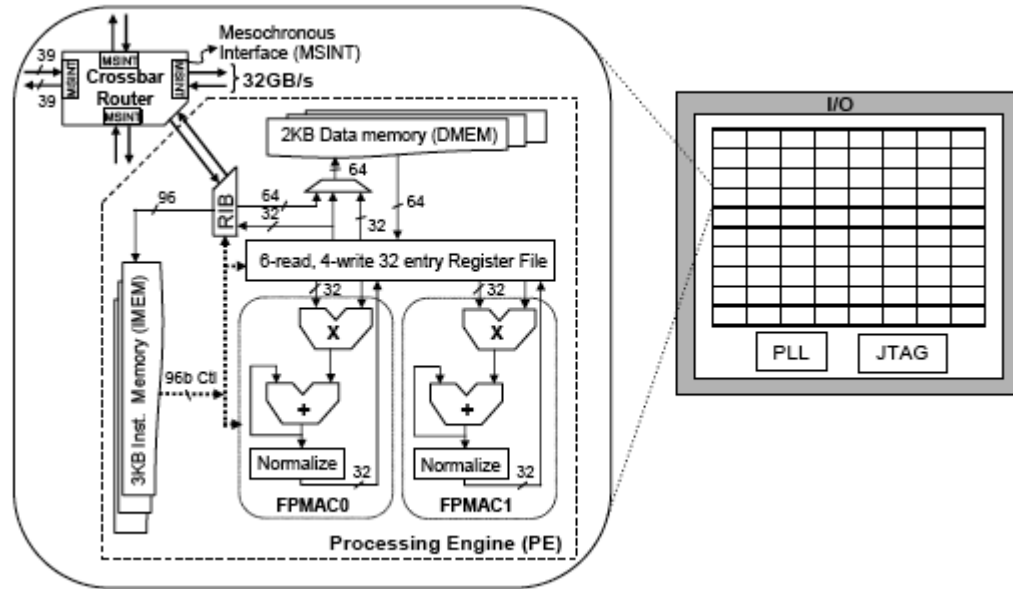 Mesochronous
Interface (MSINT)
39
39
MSINT
MSINT
MSINT
MSINT
Crossbar
Router
32GB/s
I/O
2KB Data memory (DMEM)
64
96
RIB
64
32
32
64
6-read, 4-write 32 entry Register File
32
32
3KB Inst. Memory (IMEM)
96b Ctl
X
X
+
+
Normalize
32
Normalize
32
FPMAC0
FPMAC1
Processing Engine (PE)
PLL
JTAG